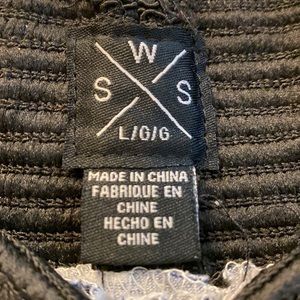 W
S S
L/G/G
MADE IN CHINA
FABRIQUE EN
CHINE
HECHO EN
CHINE